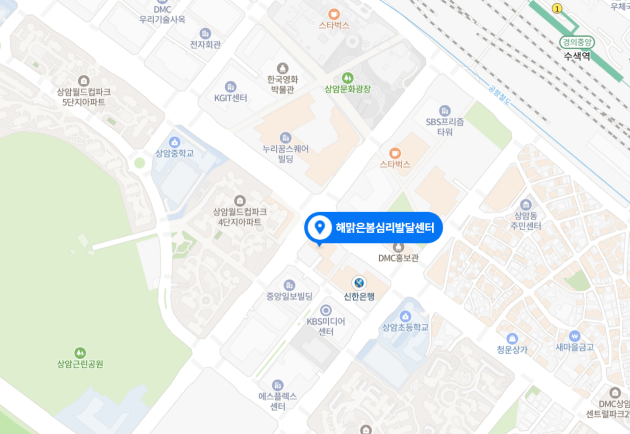 DMC
우리기술사옥
스타벅스
1
우체국
전자회관
경의중앙
수색역
한국영화
박물관
상암문화광장
상암월드컵파크
5단지아파트
KGIT센터
공항철도
SBS프리즘
타워
누리꿈스퀘어
빌딩
상암중학교
스타벅스
상암월드컵파크
4단지아파트
상암동
주민센터
해맑은봄심리발달센터
DMC홍보관
중앙일보빌딩
신한은행
KBS미디어
센터
상암초등학교
청운상가
새마을금고
상암근린공원
에스플렉스
센터
DMC상암
센트럴파크2